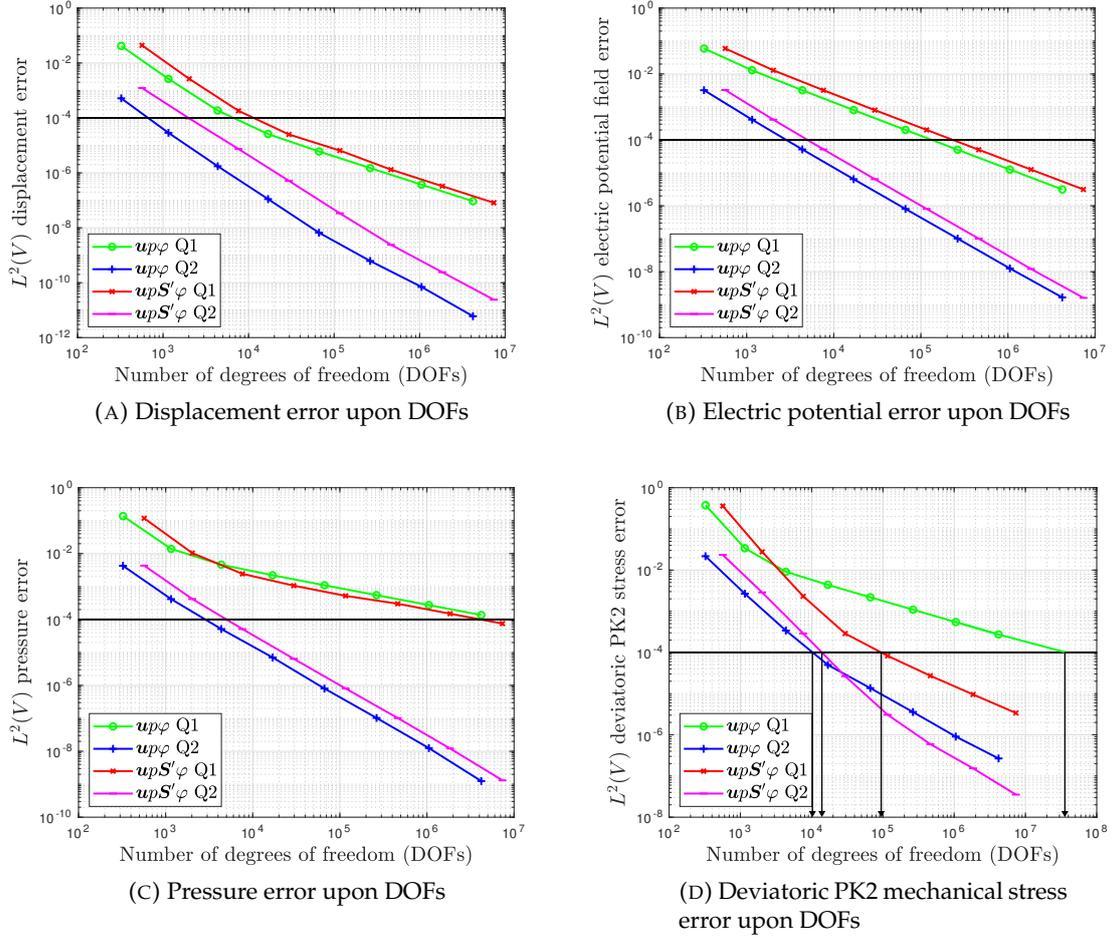 10^0
10^-2
10^-4
10^-6
10^-8
10^-10
10^-12
L^2(V) displacement error
upφ Q1
upφ Q2
upS′φ Q1
upS′φ Q2
10^2 10^3 10^4 10^5 10^6 10^7
Number of degrees of freedom (DOFs)
(A) Displacement error upon DOFs
10^0
10^-2
10^-4
10^-6
10^-8
10^-10
L^2(V) electric potential field error
upφ Q1
upφ Q2
upS′φ Q1
upS′φ Q2
10^2 10^3 10^4 10^5 10^6 10^7
Number of degrees of freedom (DOFs)
(B) Electric potential error upon DOFs
10^0
10^-2
10^-4
10^-6
10^-8
10^-10
L^2(V) pressure error
upφ Q1
upφ Q2
upS′φ Q1
upS′φ Q2
10^2 10^3 10^4 10^5 10^6 10^7
Number of degrees of freedom (DOFs)
(C) Pressure error upon DOFs
10^0
10^-2
10^-4
10^-6
10^-8
L^2(V) deviatoric PK2 stress error
upφ Q1
upφ Q2
upS′φ Q1
upS′φ Q2
10^2 10^3 10^4 10^5 10^6 10^7 10^8
Number of degrees of freedom (DOFs)
(D) Deviatoric PK2 mechanical stress
error upon DOFs